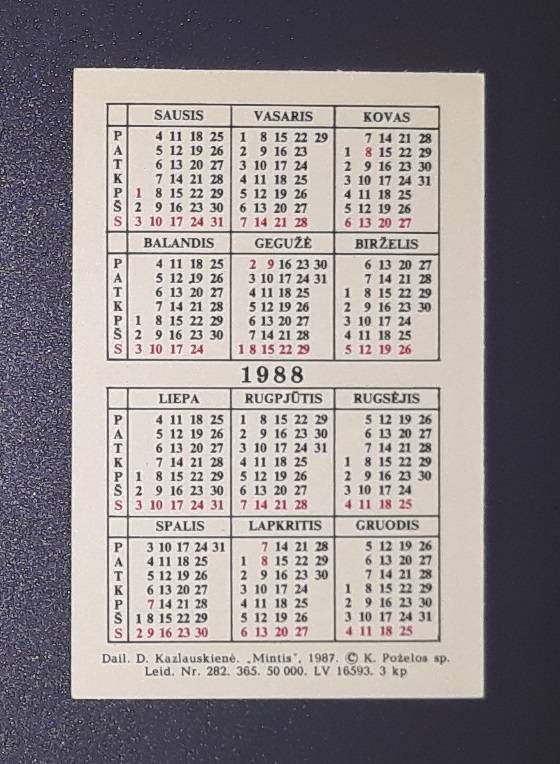 SAUSIS VASARIS KOVAS
P 4 11 18 25 1 8 15 22 29 7 14 21 28
A 5 12 19 26 2 9 16 23 1 8 15 22 29
T 6 13 20 27 3 10 17 24 2 9 16 23 30
K 7 14 21 28 4 11 18 25 3 10 17 24 31
P 1 8 15 22 29 5 12 19 26 4 11 18 25
Š 2 9 16 23 30 6 13 20 27 5 12 19 26
S 3 10 17 24 31 7 14 21 28 6 13 20 27
BALANDIS GEGUŽĖ BIRŽELIS
P 4 11 18 25 2 9 16 23 30 6 13 20 27
A 5 12 19 26 3 10 17 24 31 7 14 21 28
T 6 13 20 27 4 11 18 25 1 8 15 22 29
K 7 14 21 28 5 12 19 26 2 9 16 23 30
P 1 8 15 22 29 6 13 20 27 3 10 17 24
Š 2 9 16 23 30 7 14 21 28 4 11 18 25
S 3 10 17 24 1 8 15 22 29 5 12 19 26
1988
LIEPA RUGPJŪTIS RUGSĖJIS
P 4 11 18 25 1 8 15 22 29 5 12 19 26
A 5 12 19 26 2 9 16 23 30 6 13 20 27
T 6 13 20 27 3 10 17 24 31 7 14 21 28
K 7 14 21 28 4 11 18 25 1 8 15 22 29
P 1 8 15 22 29 5 12 19 26 2 9 16 23 30
Š 2 9 16 23 30 6 13 20 27 3 10 17 24
S 3 10 17 24 31 7 14 21 28 4 11 18 25
SPALIS LAPKRITIS GRUODIS
P 3 10 17 24 31 7 14 21 28 5 12 19 26
A 4 11 18 25 1 8 15 22 29 6 13 20 27
T 5 12 19 26 2 9 16 23 30 7 14 21 28
K 6 13 20 27 3 10 17 24 1 8 15 22 29
P 7 14 21 28 4 11 18 25 2 9 16 23 30
Š 1 8 15 22 29 5 12 19 26 3 10 17 24 31
S 2 9 16 23 30 6 13 20 27 4 11 18 25
Dail. D. Kazlauskienė. „Mintis", 1987. © K. Poželos sp.
Leid. Nr. 282. 365. 50 000. LV 16593. 3 kp